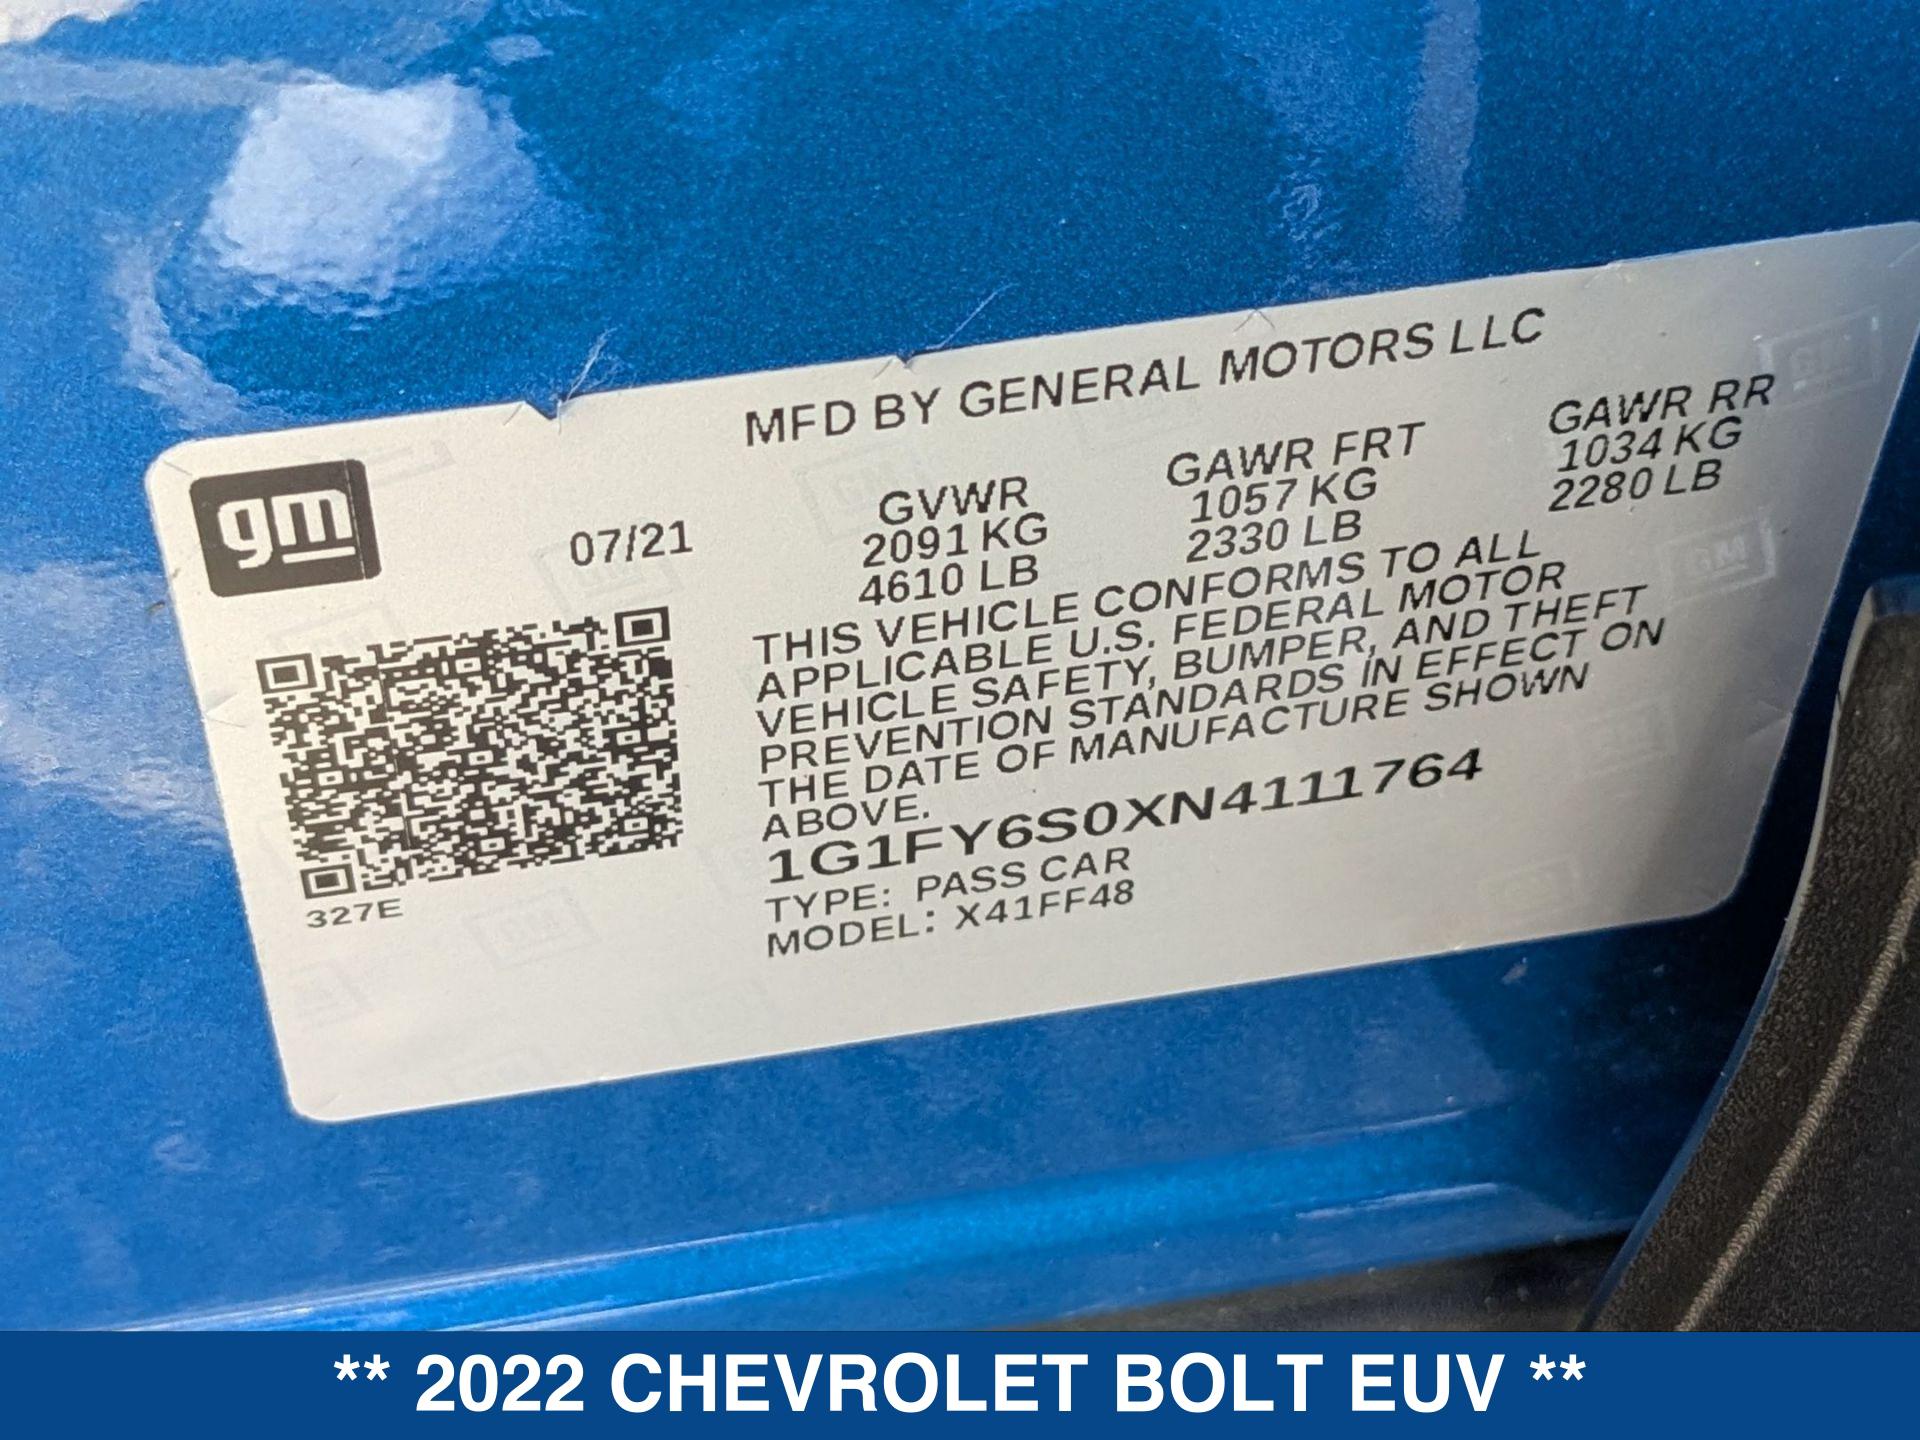 MFD BY GENERAL MOTORS LLC
gm
07/21
GVWR
2091 KG
4610 LB
GAWR FRT
1057 KG
2330 LB
GAWR RR
1034 KG
2280 LB
THIS VEHICLE CONFORMS TO ALL
APPLICABLE U.S. FEDERAL MOTOR
VEHICLE SAFETY, BUMPER, AND THEFT
PREVENTION STANDARDS IN EFFECT ON
THE DATE OF MANUFACTURE SHOWN
ABOVE.
1G1FY6S0XN4111764
TYPE: PASS CAR
MODEL: X41FF48
327E
** 2022 CHEVROLET BOLT EUV **